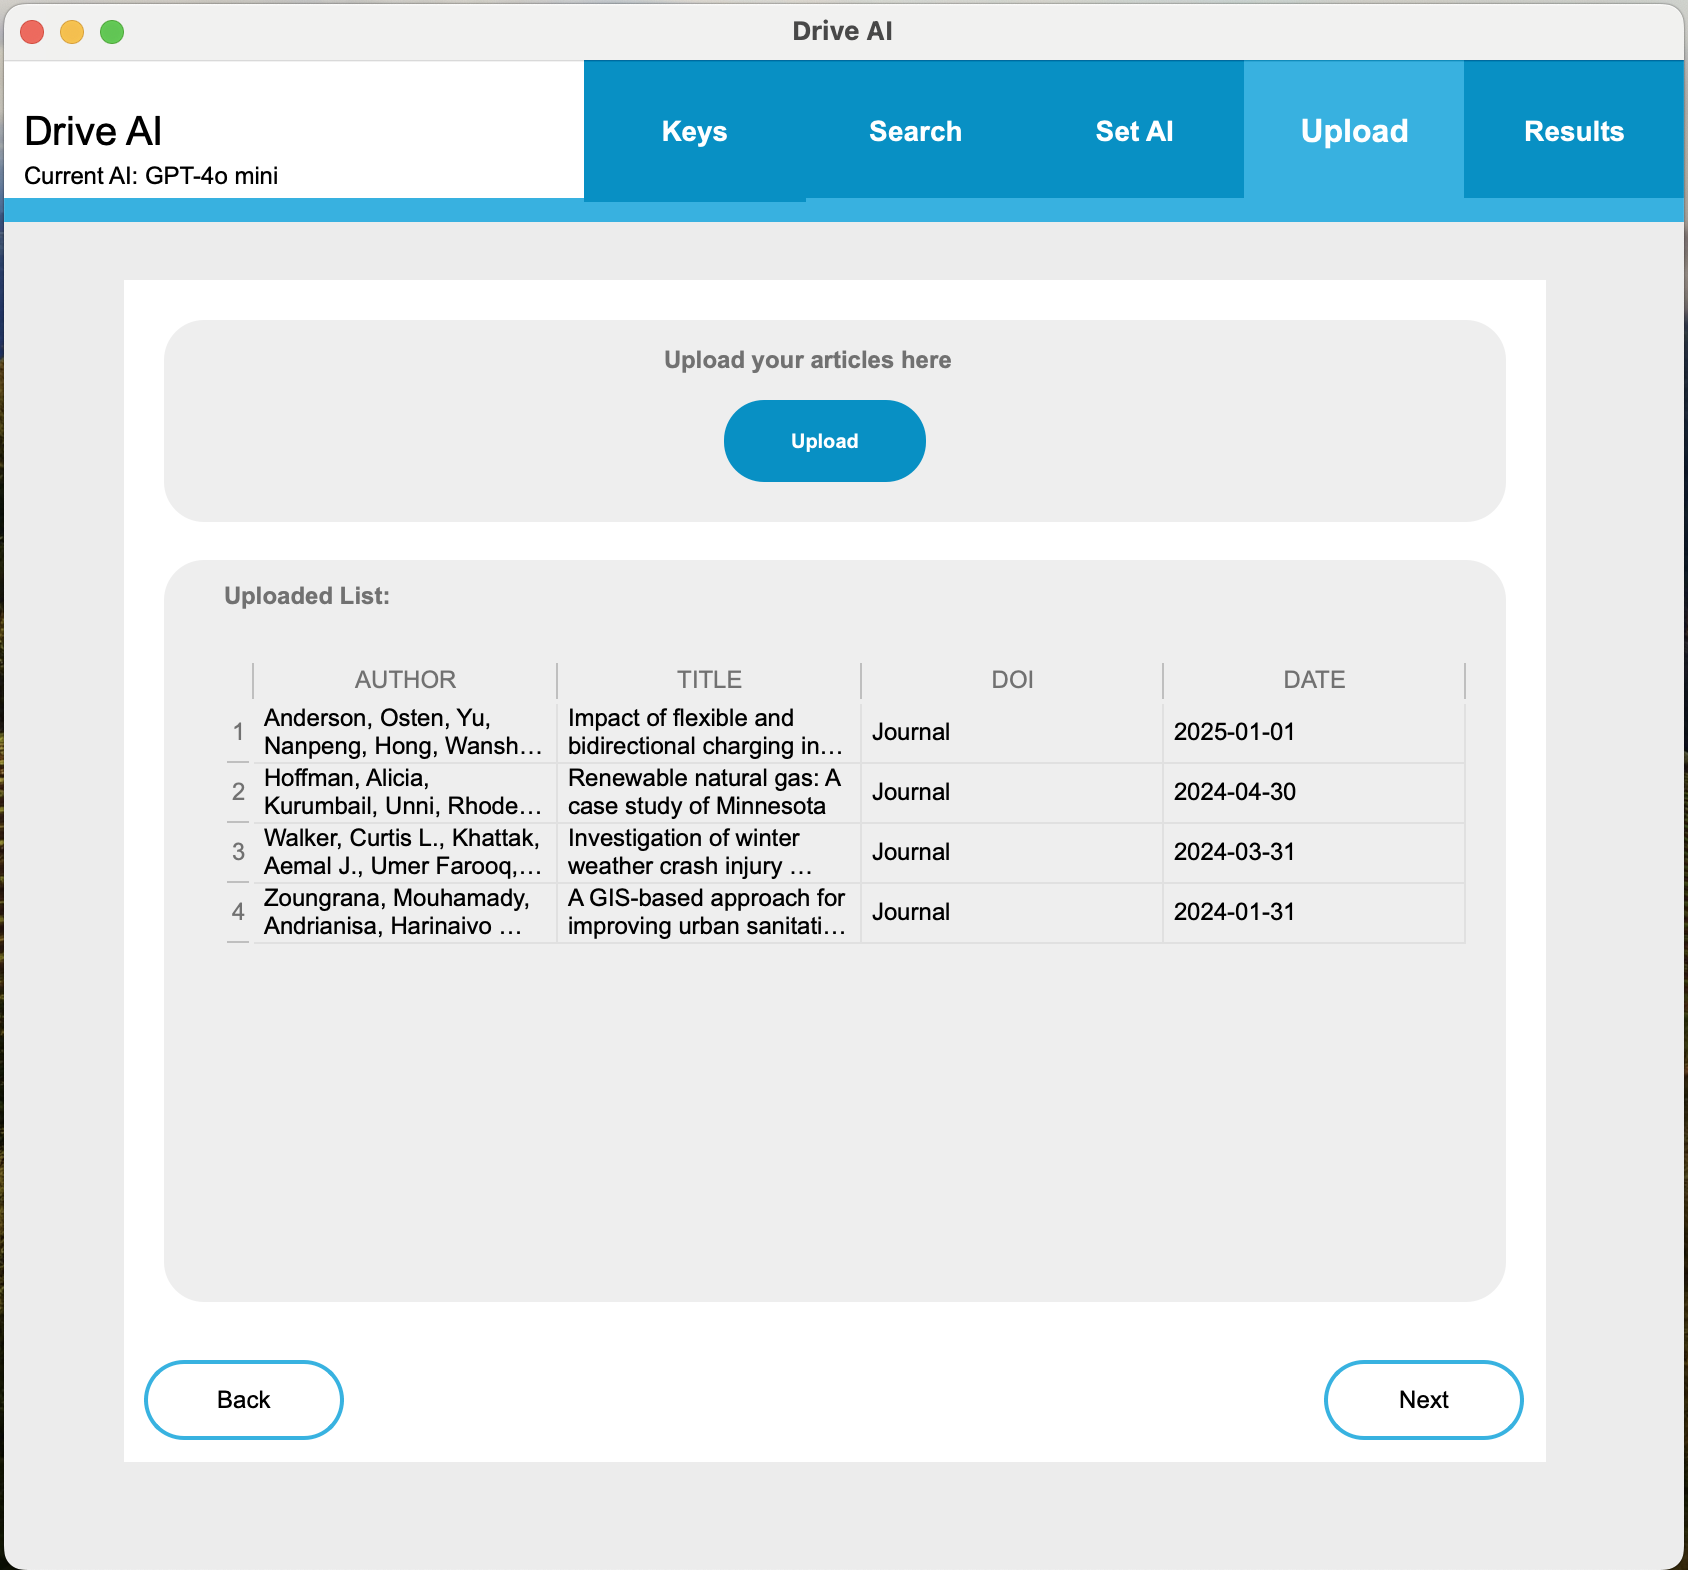 Drive AI
Drive AI
Current AI: GPT-4o mini
Keys
Search
Set AI
Upload
Results
Upload your articles here
Upload
Uploaded List:
AUTHOR
TITLE
DOI
DATE
1
Anderson, Osten, Yu,
Nanpeng, Hong, Wansh…
Impact of flexible and
bidirectional charging in…
Journal
2025-01-01
2
Hoffman, Alicia,
Kurumbail, Unni, Rhode…
Renewable natural gas: A
case study of Minnesota
Journal
2024-04-30
3
Walker, Curtis L., Khattak,
Aemal J., Umer Farooq,…
Investigation of winter
weather crash injury …
Journal
2024-03-31
4
Zoungrana, Mouhamady,
Andrianisa, Harinaivo …
A GIS-based approach for
improving urban sanitati…
Journal
2024-01-31
Back
Next